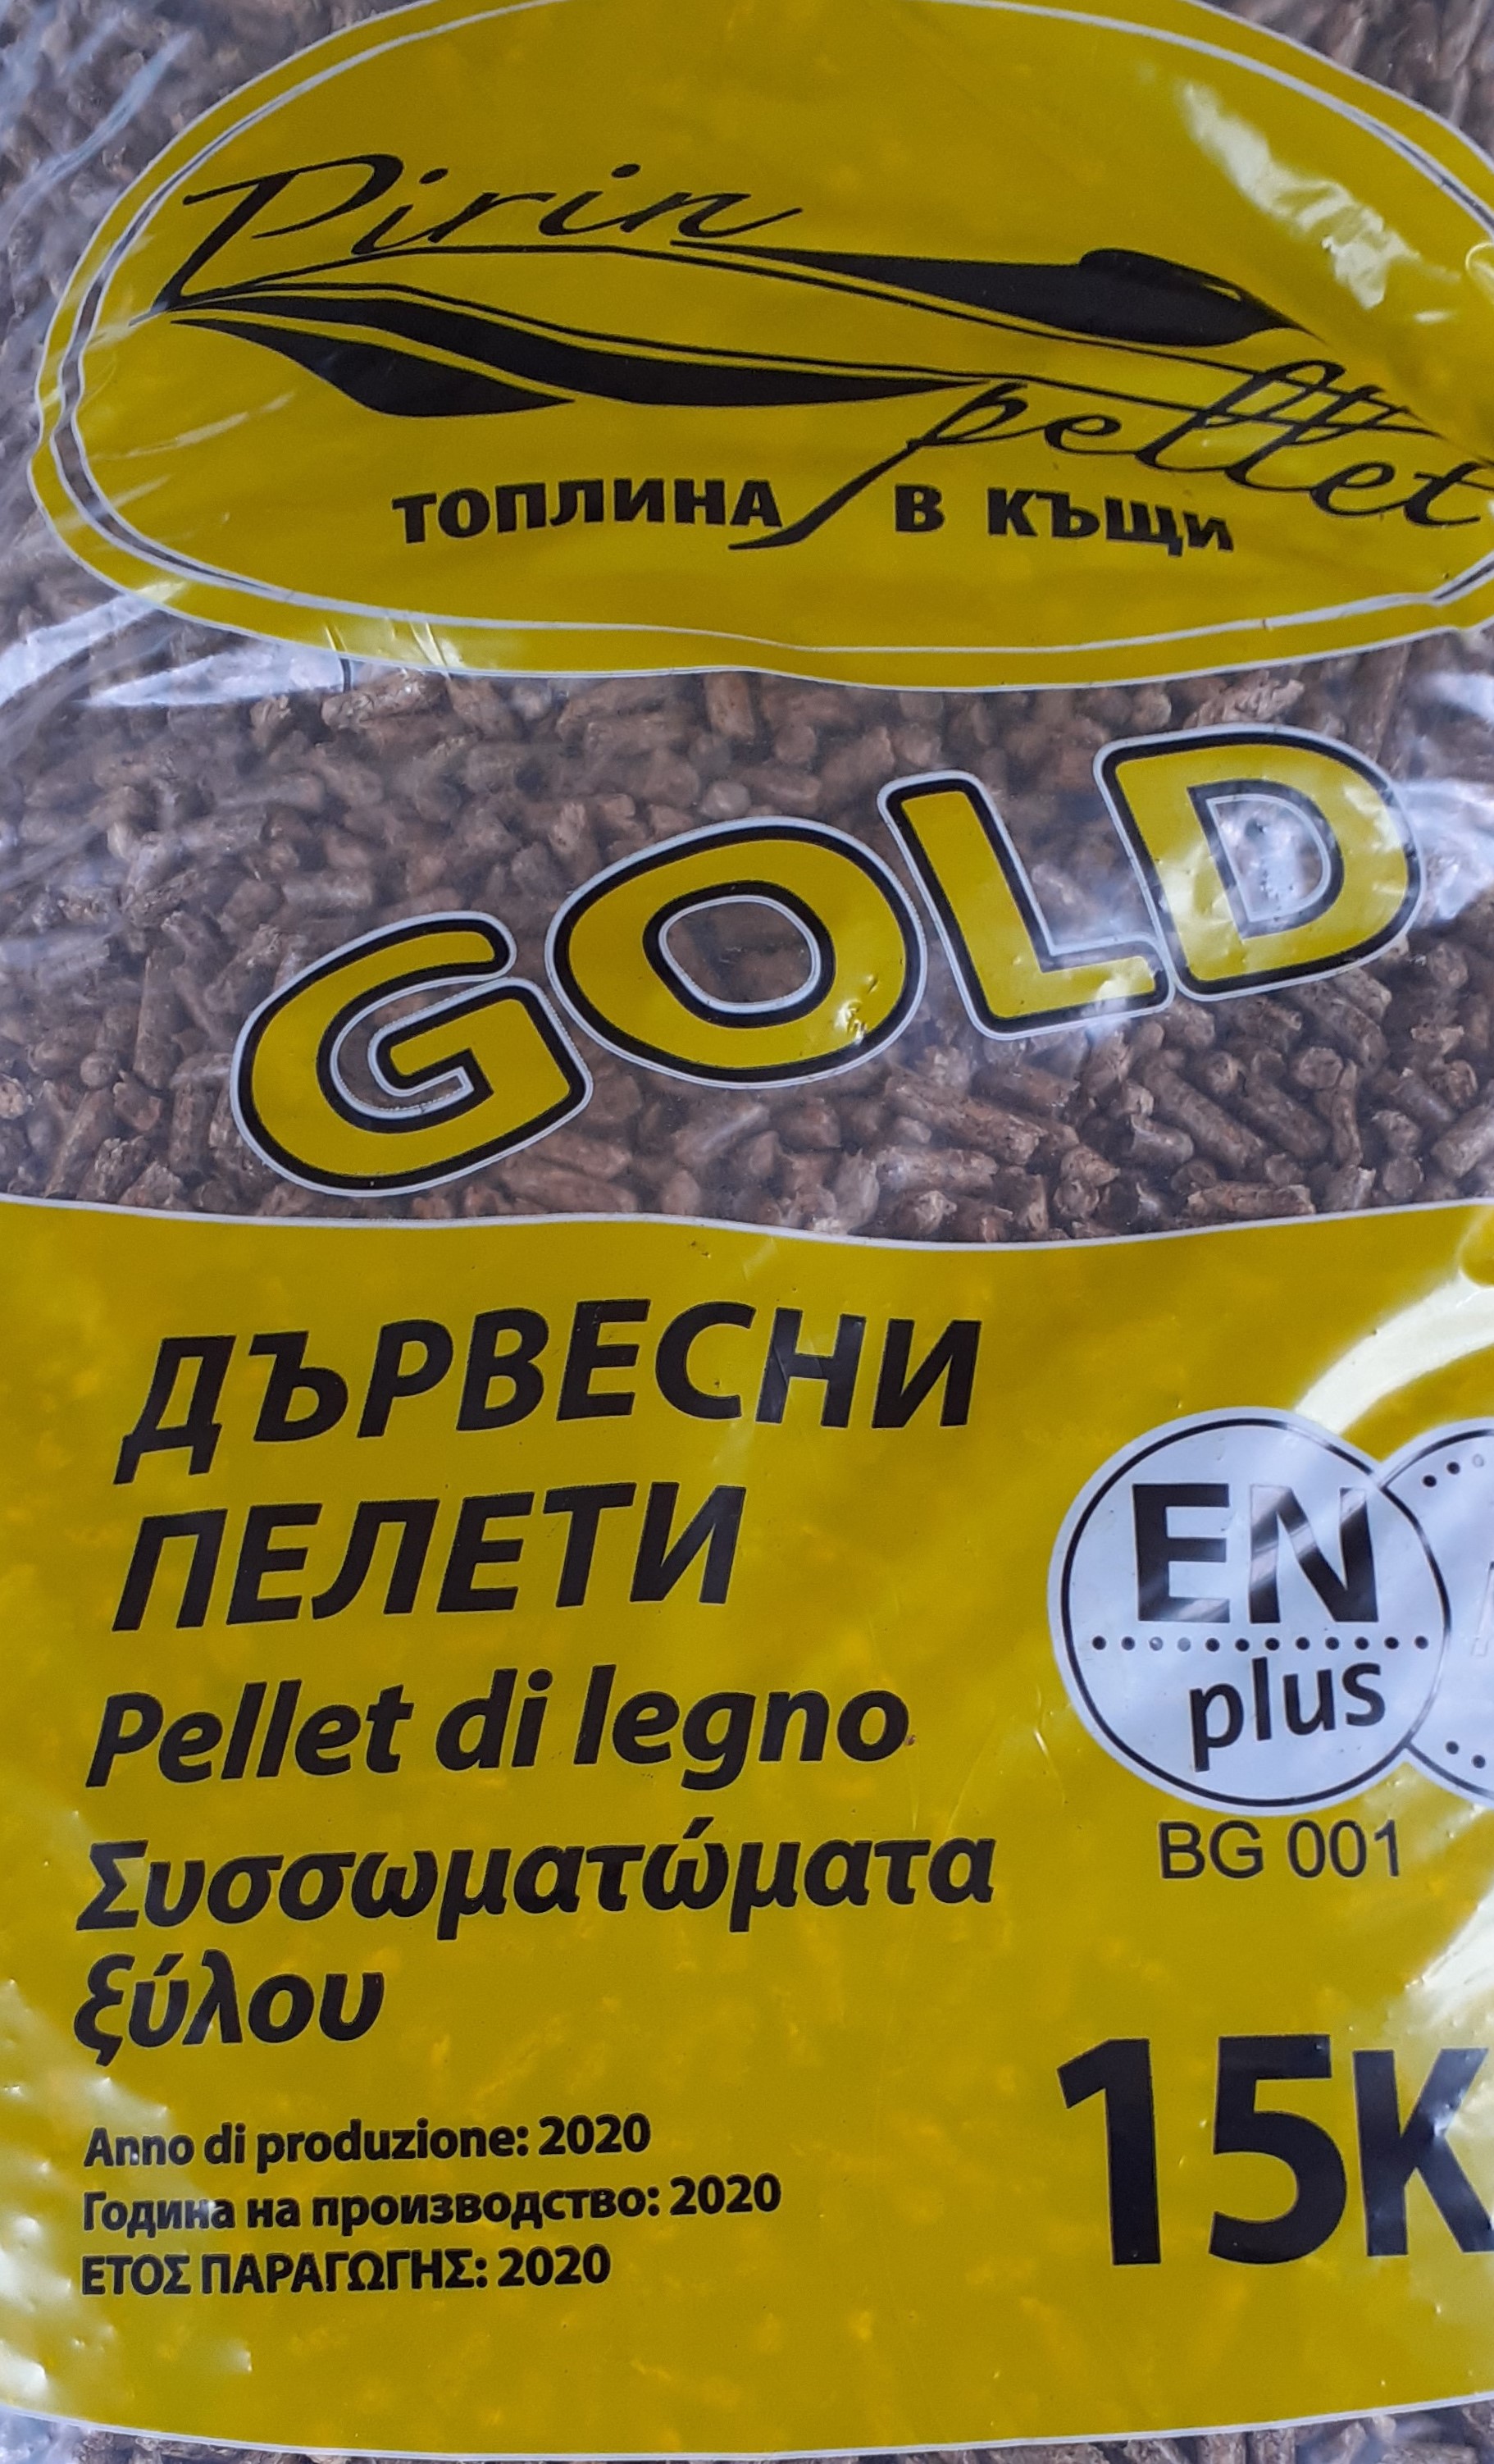 Pirin
pellet
ТОПЛИНА В КЪЩИ
GOLD
ДЪРВЕСНИ
ПЕЛЕТИ
Pellet di legno
Συσσωματώματα
ξύλου
EN
plus
BG 001
15K
Anno di produzione: 2020
Година на производство: 2020
ΕΤΟΣ ΠΑΡΑΓΩΓΗΣ: 2020